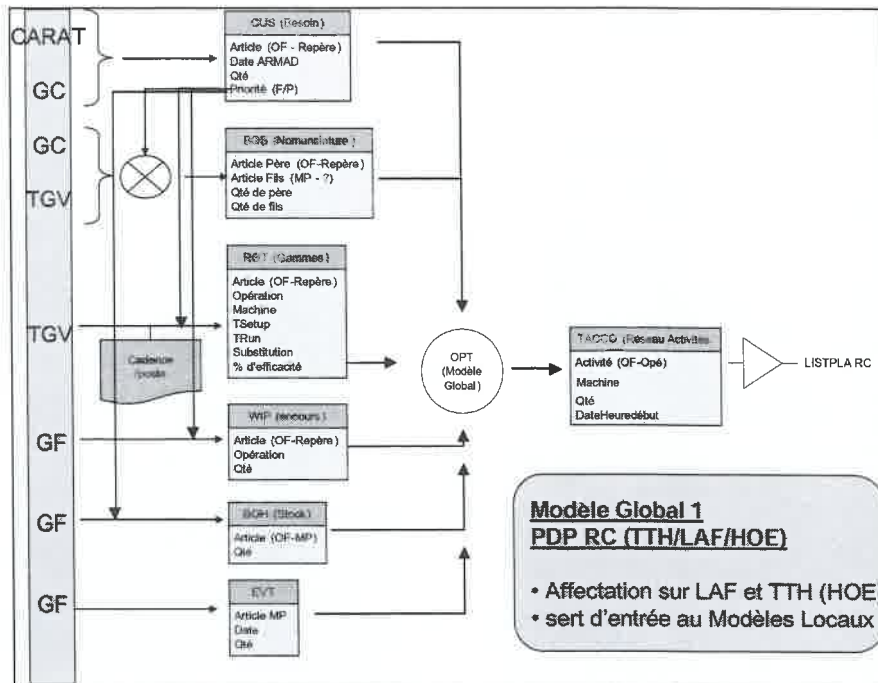 CARAT
GC
GC
TGV
TGV
GF
GF
GF
CUS (Besoin)
Article (OF - Repère)
Date ARMAD
Qté
Priorité (F/P)
(Nomenclature)
Article Père (OF-Repère)
Article Fils (MP - ?)
Qté de père
Qté de fils
(Gammes)
Article (OF-Repère)
Opération
Machine
TSetup
TRun
Substitution
% d'efficacité
Cadence
/poste
WIP (encours)
Article (OF-Repère)
Opération
Qté
(Stock)
Article (OF-MP)
Qté
EVT
Article MP
Date
Qté
OPT
(Modèle
Global)
TACCO (Réseau Activités
Activité (OF-Opé)
Machine
Qté
DateHeuredébut
LISTPLA RC
Modèle Global 1
PDP RC (TTH/LAF/HOE)
• Affectation sur LAF et TTH (HOE
• sert d'entrée au Modèles Locaux